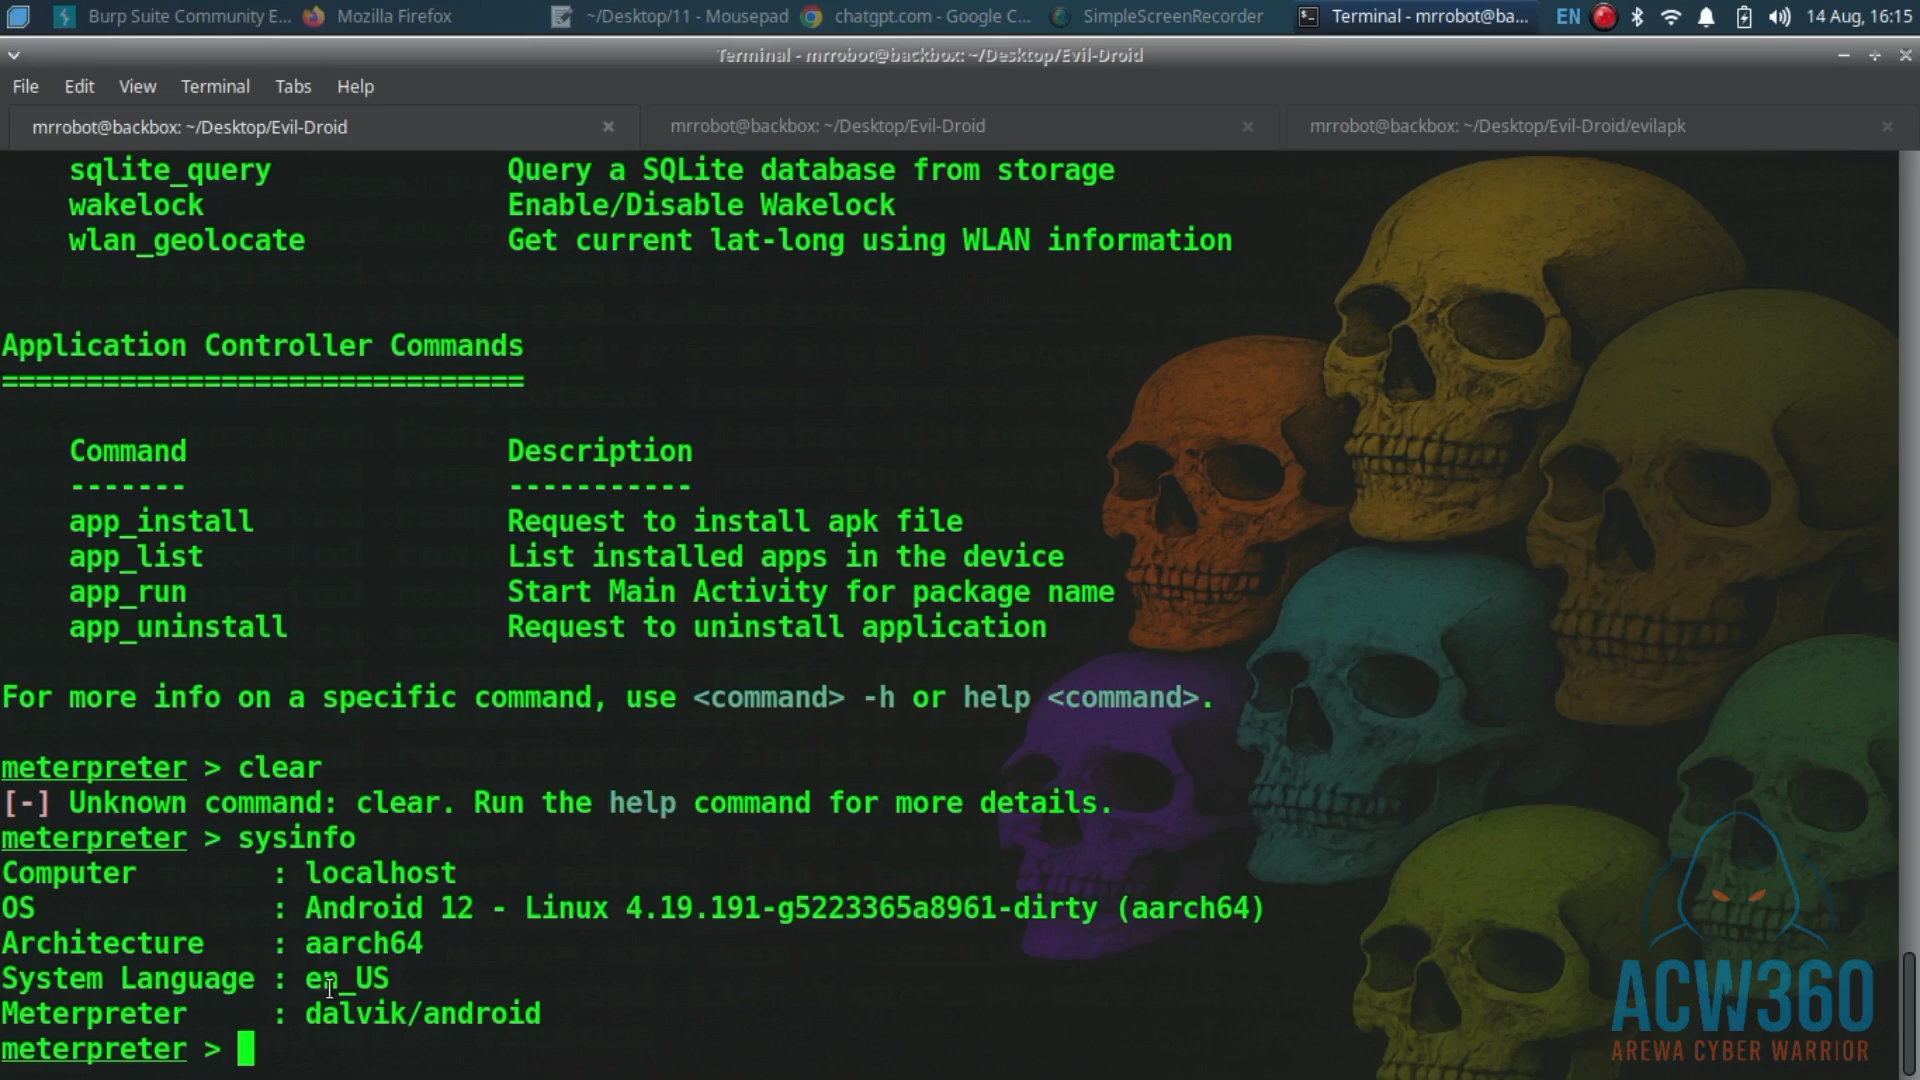 Burp Suite Community E...
Mozilla Firefox
~/Desktop/11 - Mousepad
chatgpt.com - Google C...
SimpleScreenRecorder
Terminal - mrrobot@ba...
EN
14 Aug, 16:15
Terminal - mrrobot@backbox: ~/Desktop/Evil-Droid
File Edit View Terminal Tabs Help
mrrobot@backbox: ~/Desktop/Evil-Droid
mrrobot@backbox: ~/Desktop/Evil-Droid
mrrobot@backbox: ~/Desktop/Evil-Droid/evilapk
sqlite_query Query a SQLite database from storage
wakelock Enable/Disable Wakelock
wlan_geolocate Get current lat-long using WLAN information
Application Controller Commands
===============================
Command Description
------- -----------
app_install Request to install apk file
app_list List installed apps in the device
app_run Start Main Activity for package name
app_uninstall Request to uninstall application
For more info on a specific command, use <command> -h or help <command>.
meterpreter > clear
[-] Unknown command: clear. Run the help command for more details.
meterpreter > sysinfo
Computer : localhost
OS : Android 12 - Linux 4.19.191-g5223365a8961-dirty (aarch64)
Architecture : aarch64
System Language : en_US
Meterpreter : dalvik/android
meterpreter >
ACW360
AREWA CYBER WARRIOR